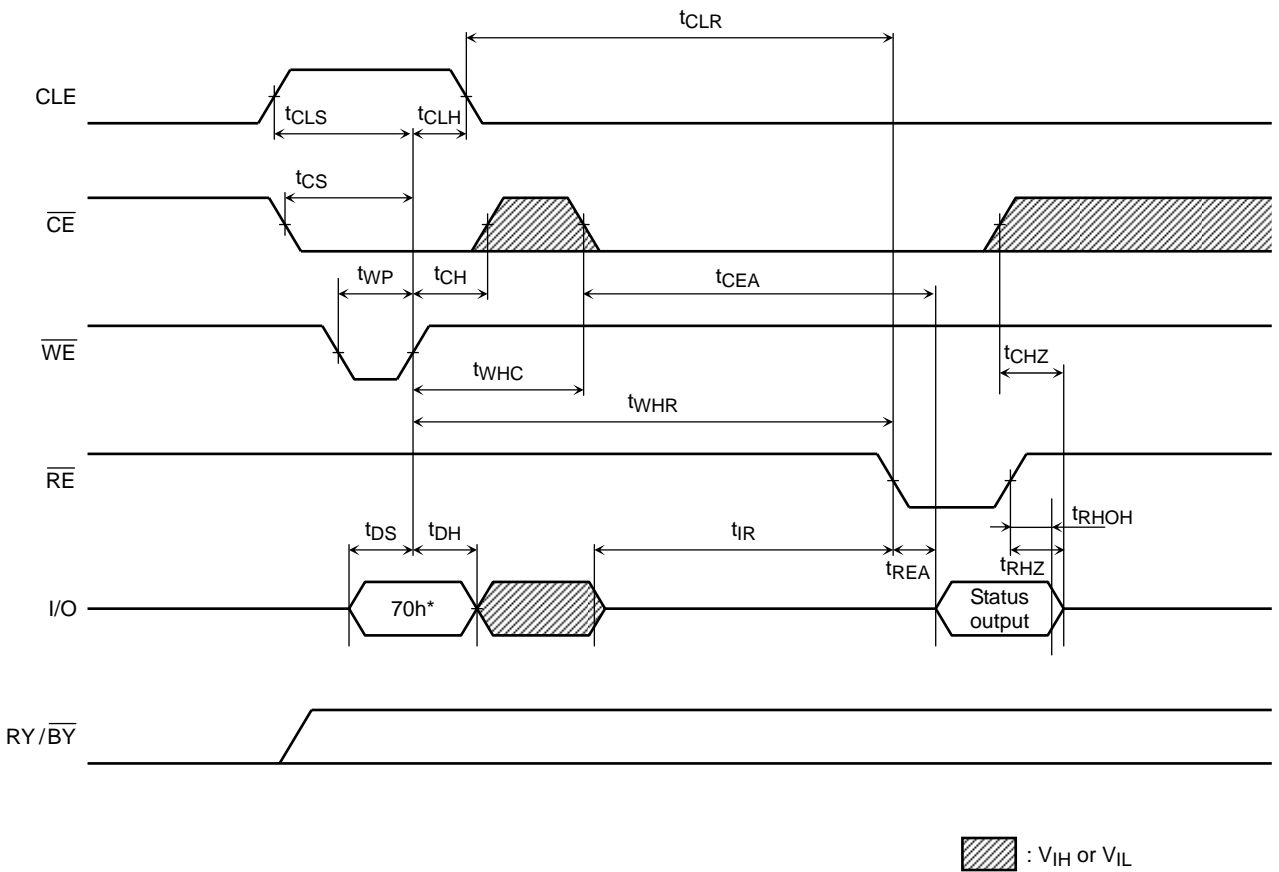 tCLR
CLE
tCLS
tCLH
tCS
CE
tWP
tCH
tCEA
WE
tCHZ
tWHC
tWHR
RE
tRHOH
tDS
tDH
tIR
tREA
tRHZ
I/O
70h*
Status
output
RY/BY
: VIH or VIL